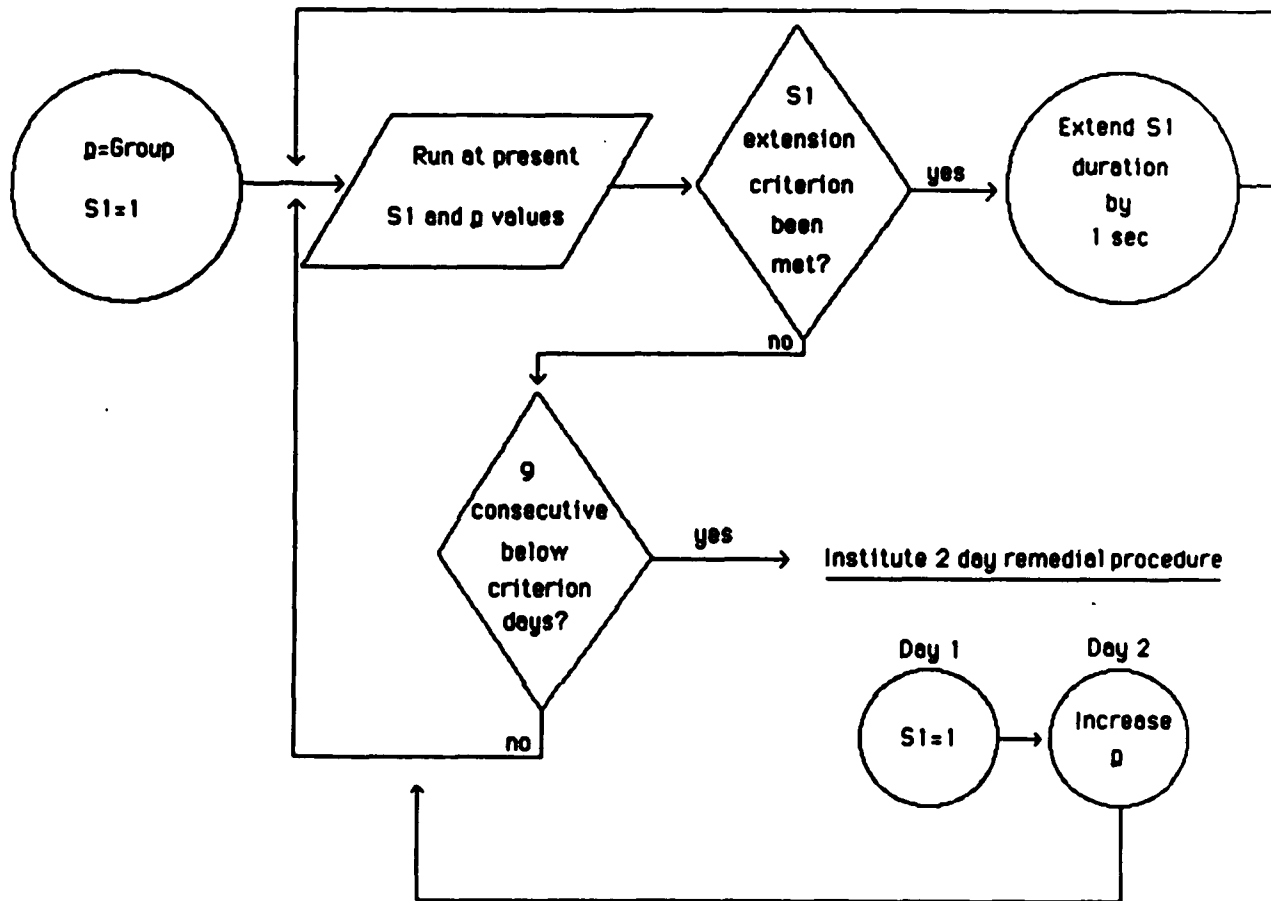 p=Group
S1=1
Run at present
S1 and p values
S1
extension
criterion
been
met?
yes
Extend S1
duration
by
1 sec
no
9
consecutive
below
criterion
days?
yes
Institute 2 day remedial procedure
no
Day 1
Day 2
S1=1
Increase
p